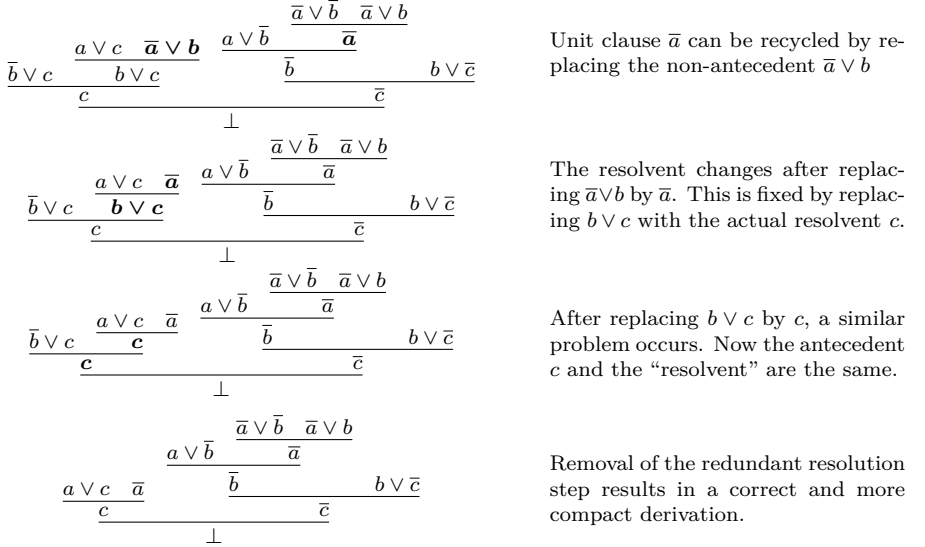 a̅ ∨ b̅   a̅ ∨ b
a ∨ c   a̅ ∨ b   a ∨ b̅   a̅
b̅ ∨ c   b ∨ c   b̅   b ∨ c̅
c   c̅
⊥
Unit clause a̅ can be recycled by re-
placing the non-antecedent a̅ ∨ b
a̅ ∨ b̅   a̅ ∨ b
a ∨ c   a̅   a ∨ b̅   a̅
b̅ ∨ c   b ∨ c   b̅   b ∨ c̅
c   c̅
⊥
The resolvent changes after replac-
ing a̅∨b by a̅. This is fixed by replac-
ing b ∨ c with the actual resolvent c.
a̅ ∨ b̅   a̅ ∨ b
a ∨ c   a̅   a ∨ b̅   a̅
b̅ ∨ c   c   b̅   b ∨ c̅
c   c̅
⊥
After replacing b ∨ c by c, a similar
problem occurs. Now the antecedent
c and the “resolvent” are the same.
a̅ ∨ b̅   a̅ ∨ b
a ∨ b̅   a̅
a ∨ c   a̅   b̅   b ∨ c̅
c   c̅
⊥
Removal of the redundant resolution
step results in a correct and more
compact derivation.